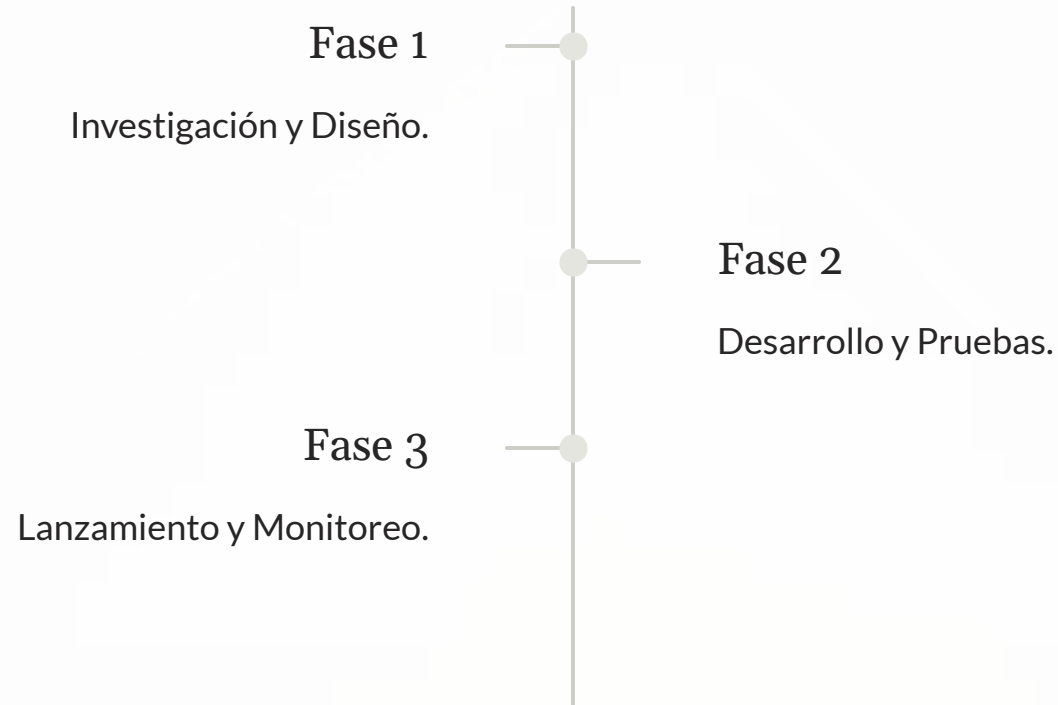 Fase 1
Investigación y Diseño.
Fase 2
Desarrollo y Pruebas.
Fase 3
Lanzamiento y Monitoreo.